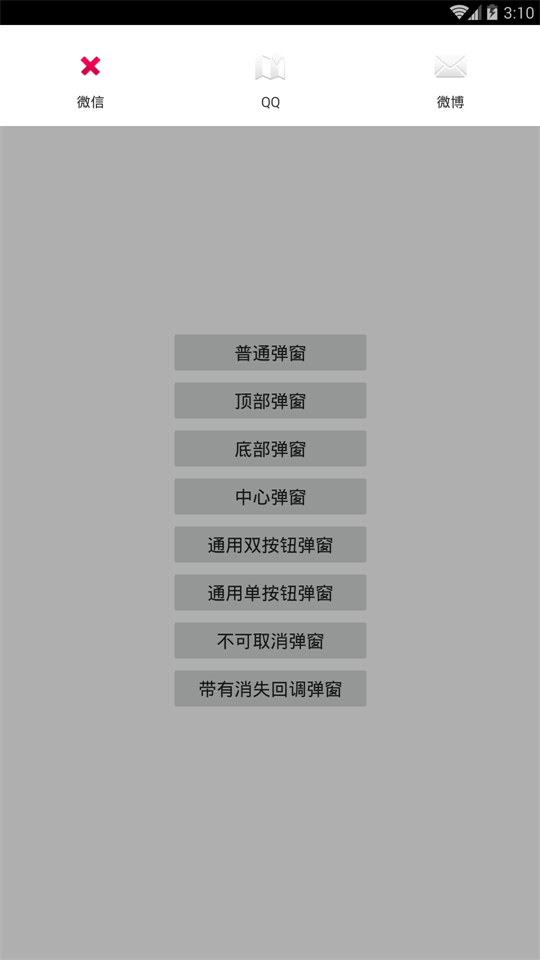 3:10
微信 QQ 微博
普通弹窗
顶部弹窗
底部弹窗
中心弹窗
通用双按钮弹窗
通用单按钮弹窗
不可取消弹窗
带有消失回调弹窗